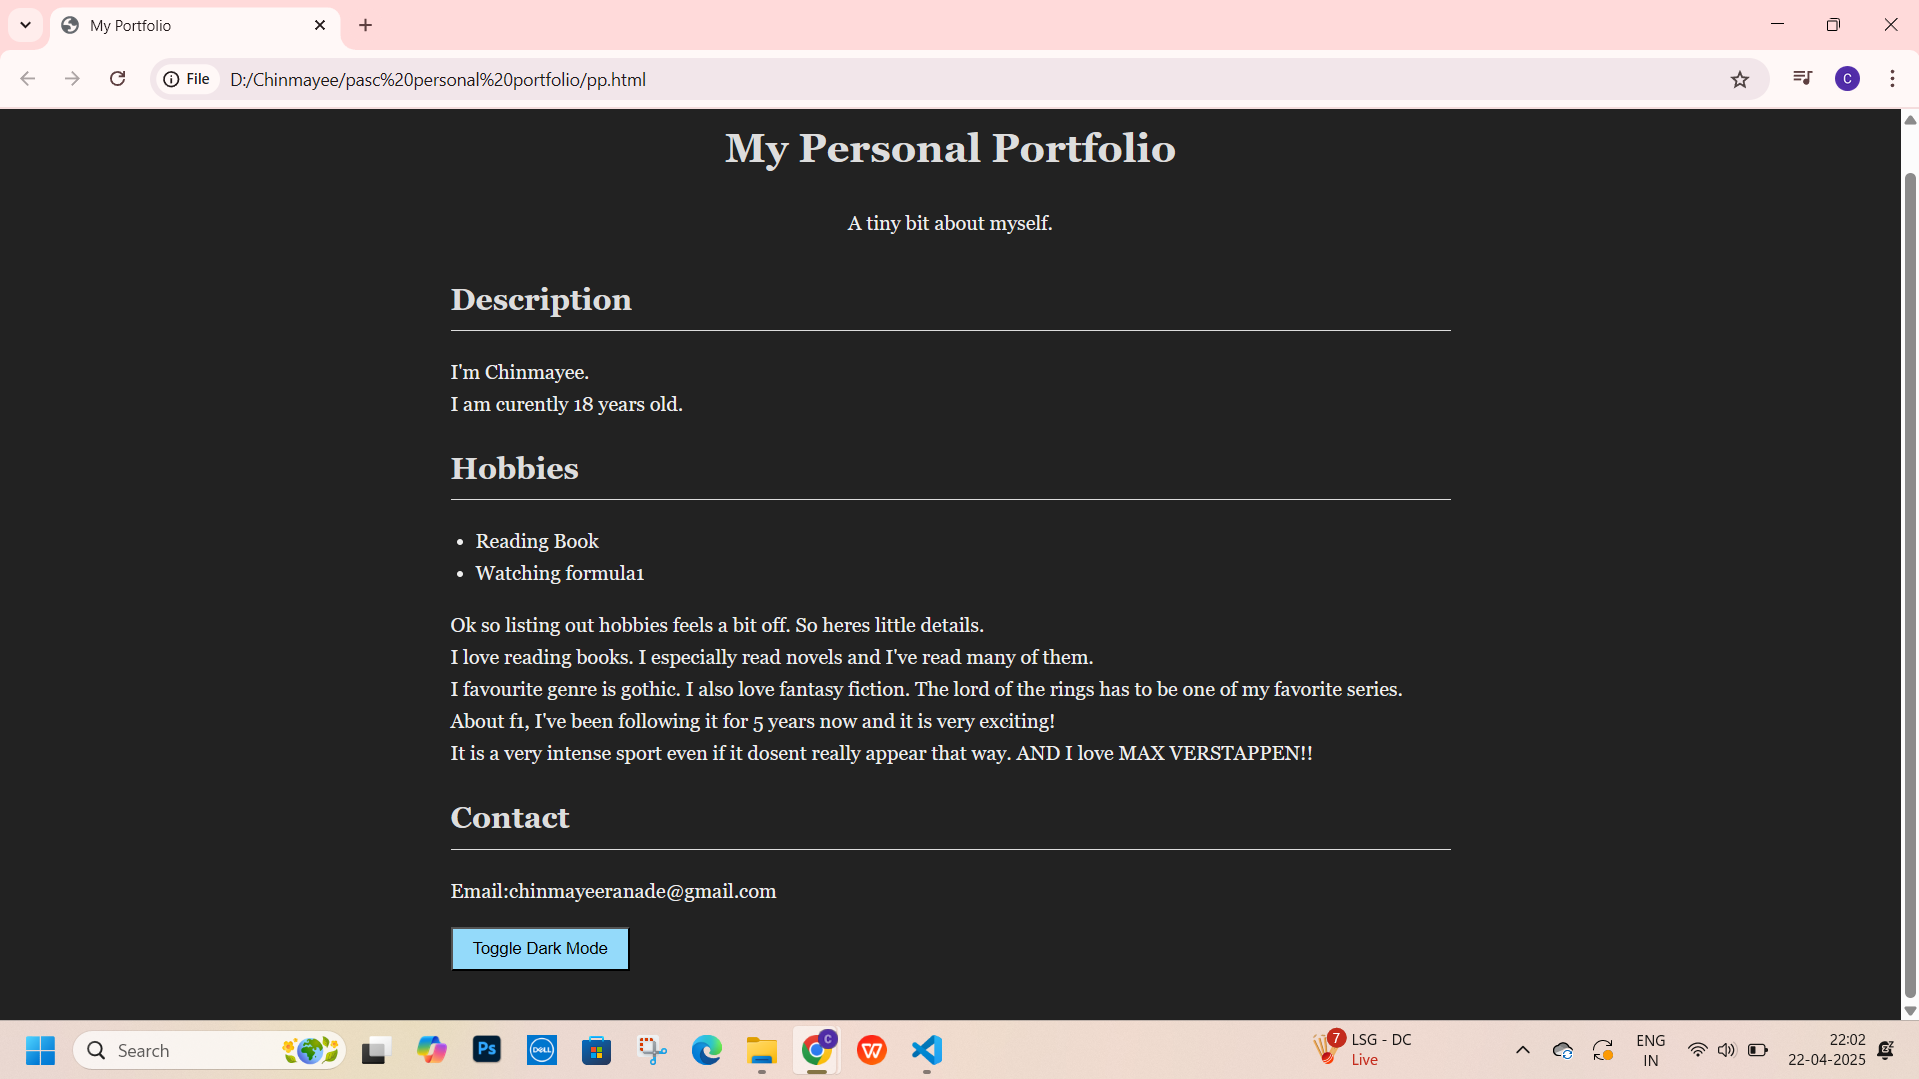 My Portfolio
File
D:/Chinmayee/pasc%20personal%20portfolio/pp.html
C
My Personal Portfolio
A tiny bit about myself.
Description
I'm Chinmayee.
I am curently 18 years old.
Hobbies
• Reading Book
• Watching formula1
Ok so listing out hobbies feels a bit off. So heres little details.
I love reading books. I especially read novels and I've read many of them.
I favourite genre is gothic. I also love fantasy fiction. The lord of the rings has to be one of my favorite series.
About f1, I've been following it for 5 years now and it is very exciting!
It is a very intense sport even if it dosent really appear that way. AND I love MAX VERSTAPPEN!!
Contact
Email:chinmayeeranade@gmail.com
Toggle Dark Mode
Search
Ps
DELL
C
W
7
LSG - DC
Live
ENG
IN
22:02
22-04-2025